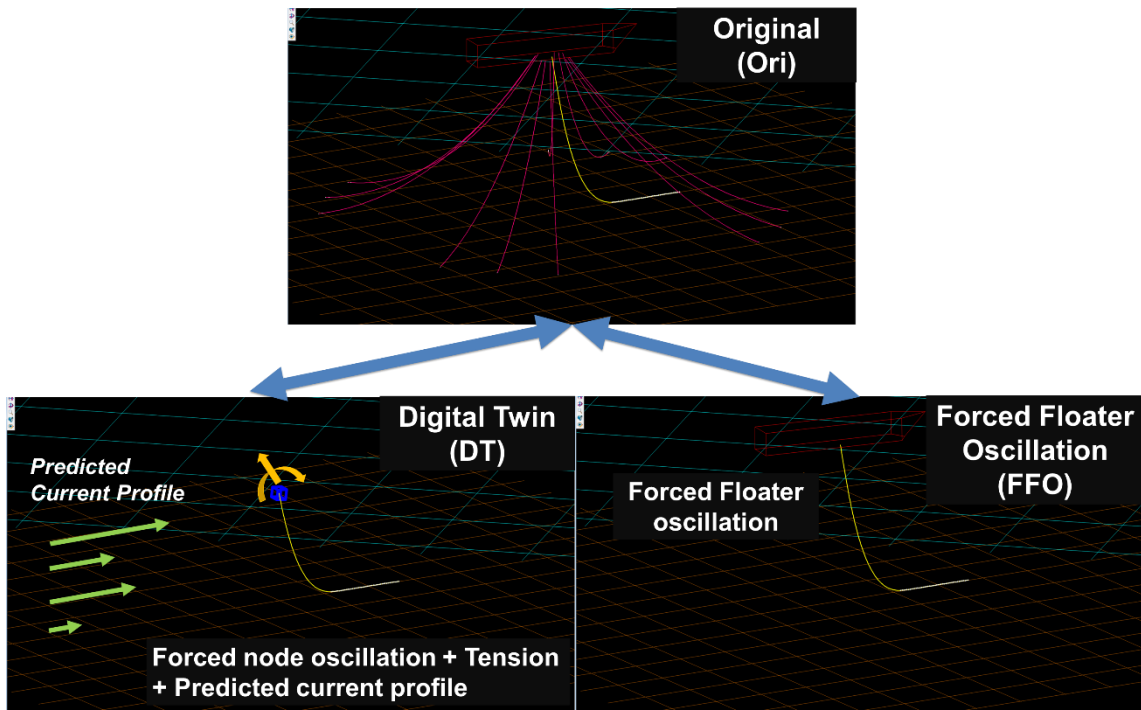 Original
(Ori)
Digital Twin
(DT)
Predicted
Current Profile
Forced node oscillation + Tension
+ Predicted current profile
Forced Floater
Oscillation
(FFO)
Forced Floater
oscillation